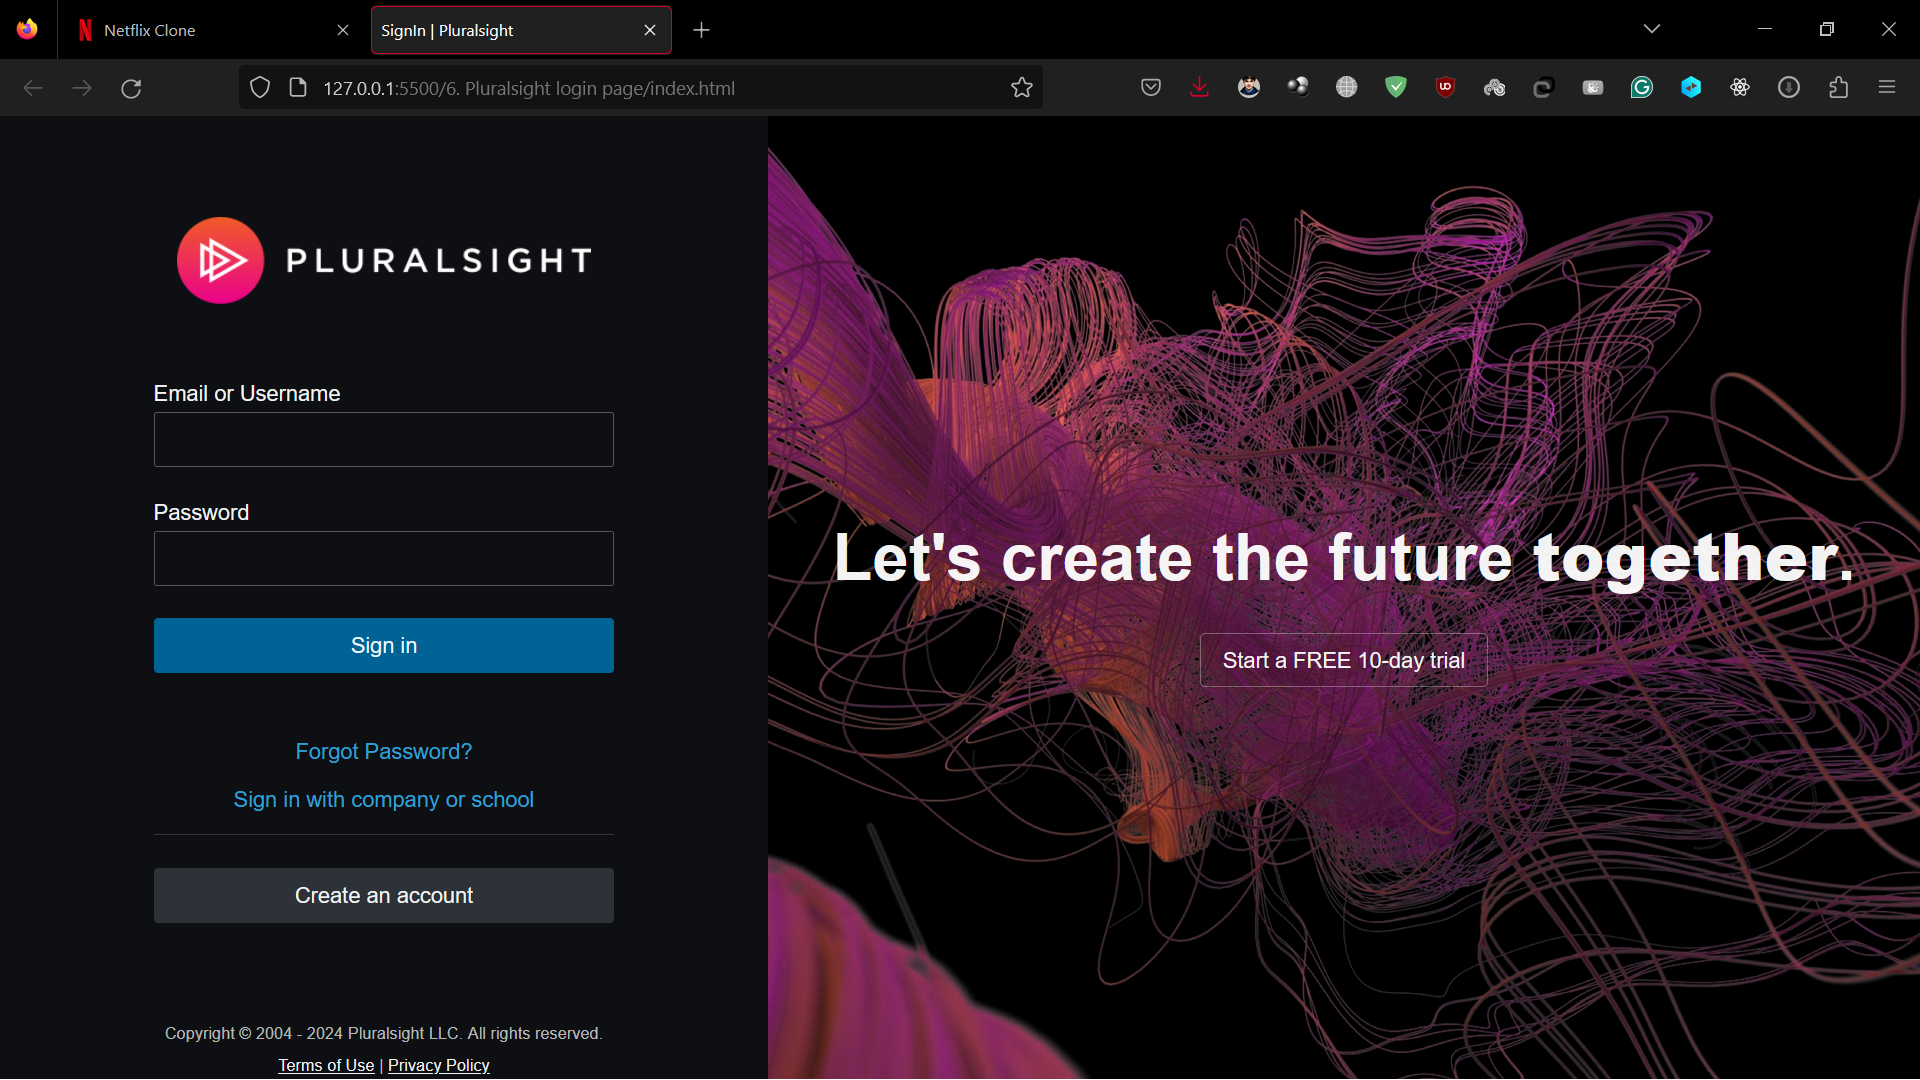 Netflix Clone
SignIn | Pluralsight
127.0.0.1:5500/6. Pluralsight login page/index.html
PLURALSIGHT
Email or Username
Password
Sign in
Forgot Password?
Sign in with company or school
Create an account
Copyright © 2004 - 2024 Pluralsight LLC. All rights reserved.
Terms of Use | Privacy Policy
Let's create the future together.
Start a FREE 10-day trial